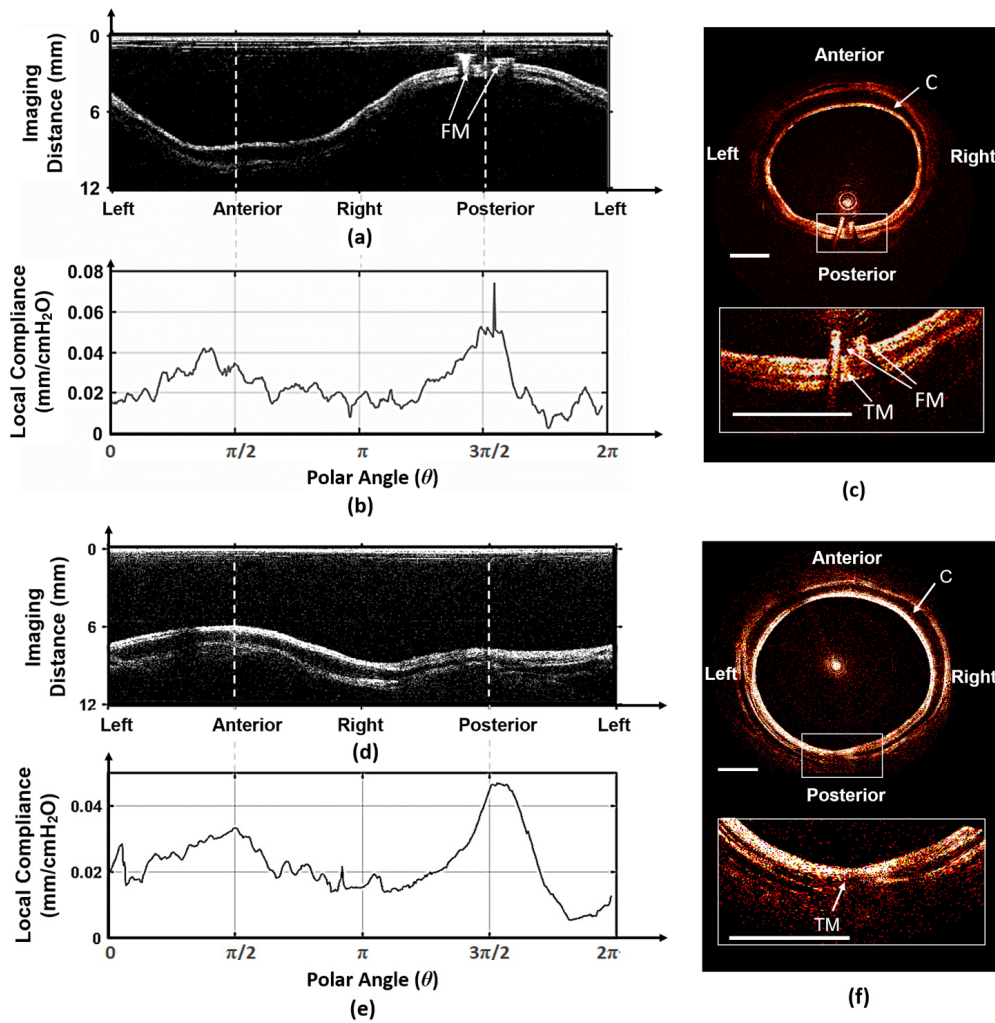 0
6
12
Imaging
Distance (mm)
FM
Left Anterior Right Posterior Left
(a)
0.08
0.06
0.04
0.02
0
Local Compliance
(mm/cmH₂O)
0 π/2 π 3π/2 2π
Polar Angle (θ)
(b)
Anterior
C
Left
Right
Posterior
TM
FM
(c)
0
6
12
Imaging
Distance (mm)
Left Anterior Right Posterior Left
(d)
0.04
0.02
0
Local Compliance
(mm/cmH₂O)
0 π/2 π 3π/2 2π
Polar Angle (θ)
(e)
Anterior
C
Left
Right
Posterior
TM
(f)